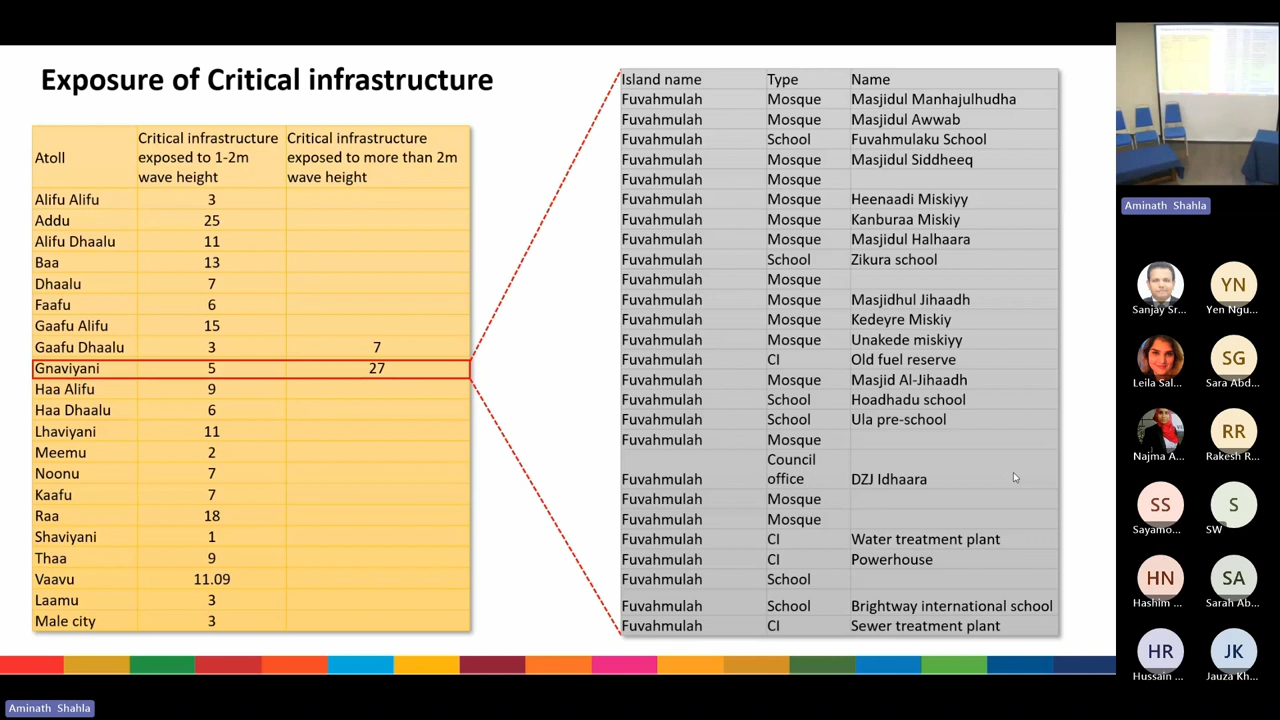 Exposure of Critical infrastructure
Atoll Critical infrastructure exposed to 1-2m wave height Critical infrastructure exposed to more than 2m wave height
Alifu Alifu 3
Addu 25
Alifu Dhaalu 11
Baa 13
Dhaalu 7
Faafu 6
Gaafu Alifu 15
Gaafu Dhaalu 3 7
Gnaviyani 5 27
Haa Alifu 9
Haa Dhaalu 6
Lhaviyani 11
Meemu 2
Noonu 7
Kaafu 7
Raa 18
Shaviyani 1
Thaa 9
Vaavu 11.09
Laamu 3
Male city 3
Island name Type Name
Fuvahmulah Mosque Masjidul Manhajulhudha
Fuvahmulah Mosque Masjidul Awwab
Fuvahmulah School Fuvahmulaku School
Fuvahmulah Mosque Masjidul Siddheeq
Fuvahmulah Mosque
Fuvahmulah Mosque Heenaadi Miskiyy
Fuvahmulah Mosque Kanburaa Miskiy
Fuvahmulah Mosque Masjidul Halhaara
Fuvahmulah School Zikura school
Fuvahmulah Mosque
Fuvahmulah Mosque Masjidhul Jihaadh
Fuvahmulah Mosque Kedeyre Miskiy
Fuvahmulah Mosque Unakede miskiyy
Fuvahmulah CI Old fuel reserve
Fuvahmulah Mosque Masjid Al-Jihaadh
Fuvahmulah School Hoadhadu school
Fuvahmulah School Ula pre-school
Fuvahmulah Mosque
Fuvahmulah Council office DZJ Idhaara
Fuvahmulah Mosque
Fuvahmulah Mosque
Fuvahmulah CI Water treatment plant
Fuvahmulah CI Powerhouse
Fuvahmulah School
Fuvahmulah School Brightway international school
Fuvahmulah CI Sewer treatment plant
Aminath Shahla
Sanjay Sr...
YN
Yen Ngu...
Leila Sal...
SG
Sara Abd...
Najma A...
RR
Rakesh R...
SS
Sayamo...
S
SW
HN
Hashim ...
SA
Sarah Ab...
HR
Hussain ...
JK
Jauza Kh...
Aminath Shahla